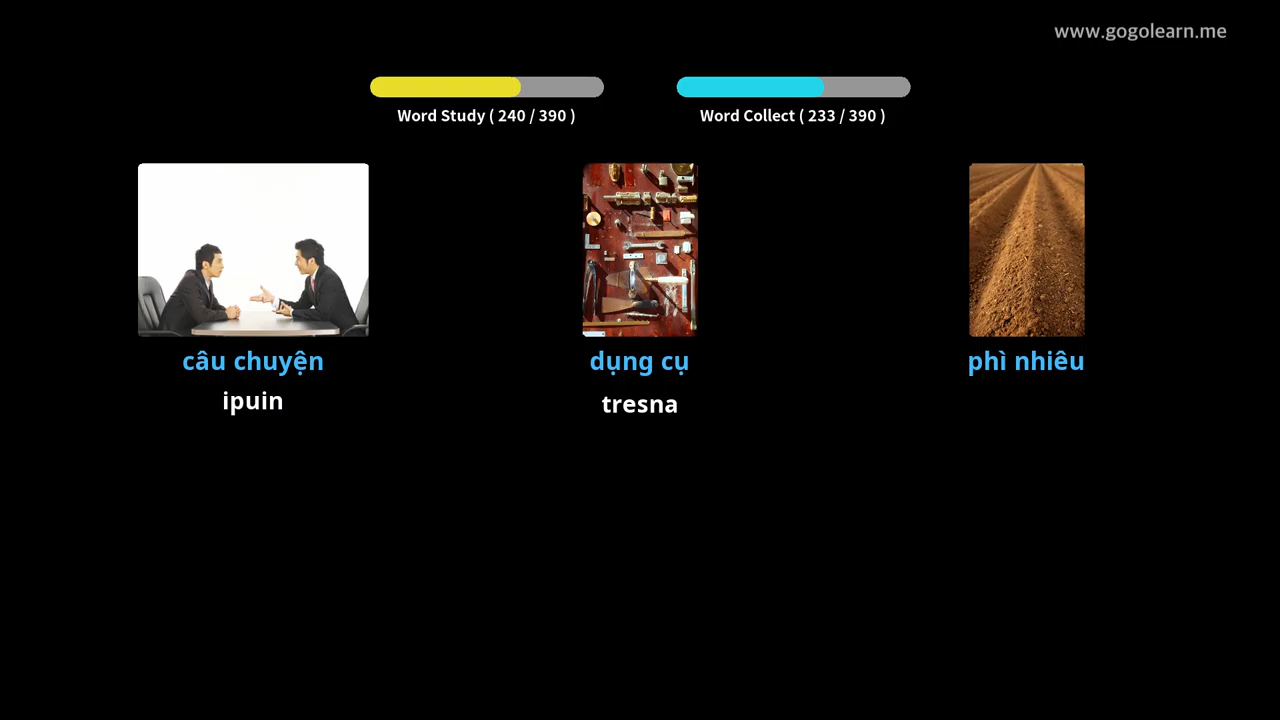 www.gogolearn.me
Word Study ( 240 / 390 )
Word Collect ( 233 / 390 )
câu chuyện
dụng cụ
phì nhiêu
ipuin
tresna